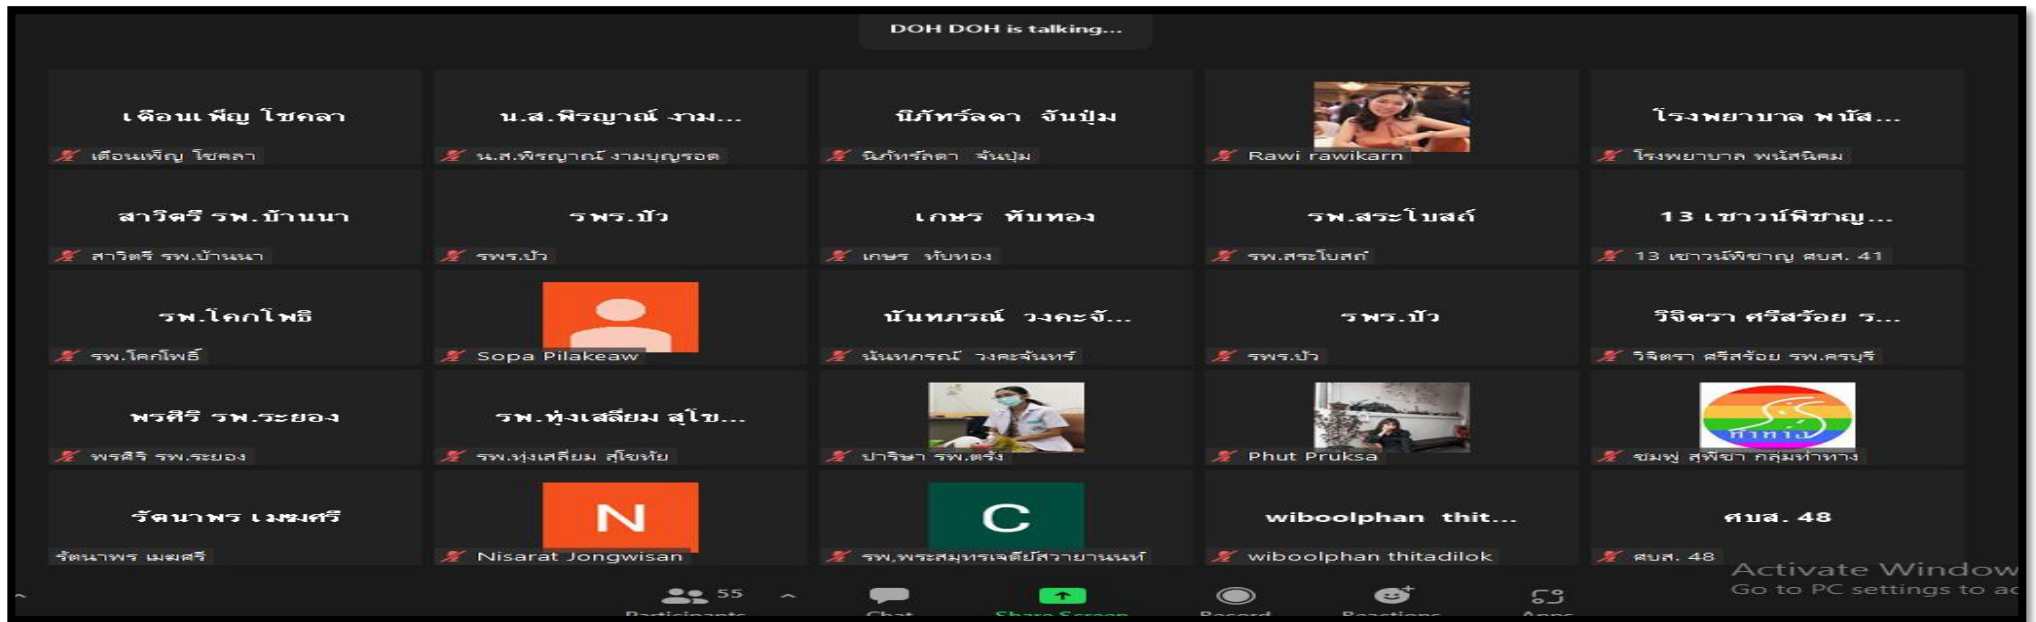 DOH DOH is talking...
เดือนเพ็ญ โชคลา
น.ส.พิรญาณ์ งาม...
นิภัทร์ลดา จันปุ่ม
โรงพยาบาล พนัส...
เดือนเพ็ญ โชคลา
น.ส.พิรญาณ์ งามบุญรอด
นิภัทร์ลดา จันปุ่ม
Rawi rawikarn
โรงพยาบาล พนัสนิคม
สาวิตรี รพ.บ้านนา
รพร.ปัว
เกษร ทับทอง
รพ.สระโบสถ์
13 เชาวน์พิชาญ...
สาวิตรี รพ.บ้านนา
รพร.ปัว
เกษร ทับทอง
รพ.สระโบสถ์
13 เชาวน์พิชาญ ศบส. 41
รพ.โคกโพธิ์
นันทภรณ์ วงคะจั...
รพร.ปัว
วิจิตรา ศรีสร้อย ร...
รพ.โคกโพธิ์
Sopa Pilakeaw
นันทภรณ์ วงคะจันทร์
รพร.ปัว
วิจิตรา ศรีสร้อย รพ.ครบุรี
พรศิริ รพ.ระยอง
รพ.ทุ่งเสลี่ยม สุโข...
ทำทาง
พรศิริ รพ.ระยอง
รพ.ทุ่งเสลี่ยม สุโขทัย
ปาริษา รพ.ตรัง
Phut Pruksa
ชมพู่ สุพีชา กลุ่มทำทาง
รัตนาพร เมฆศรี
N
C
wiboolphan thit...
ศบส. 48
รัตนาพร เมฆศรี
Nisarat Jongwisan
รพ,พระสมุทรเจดีย์สวายานนท์
wiboolphan thitadilok
ศบส. 48
Activate Window
Go to PC settings to ac
55
Participants
Chat
Share Screen
Record
Reactions
Apps